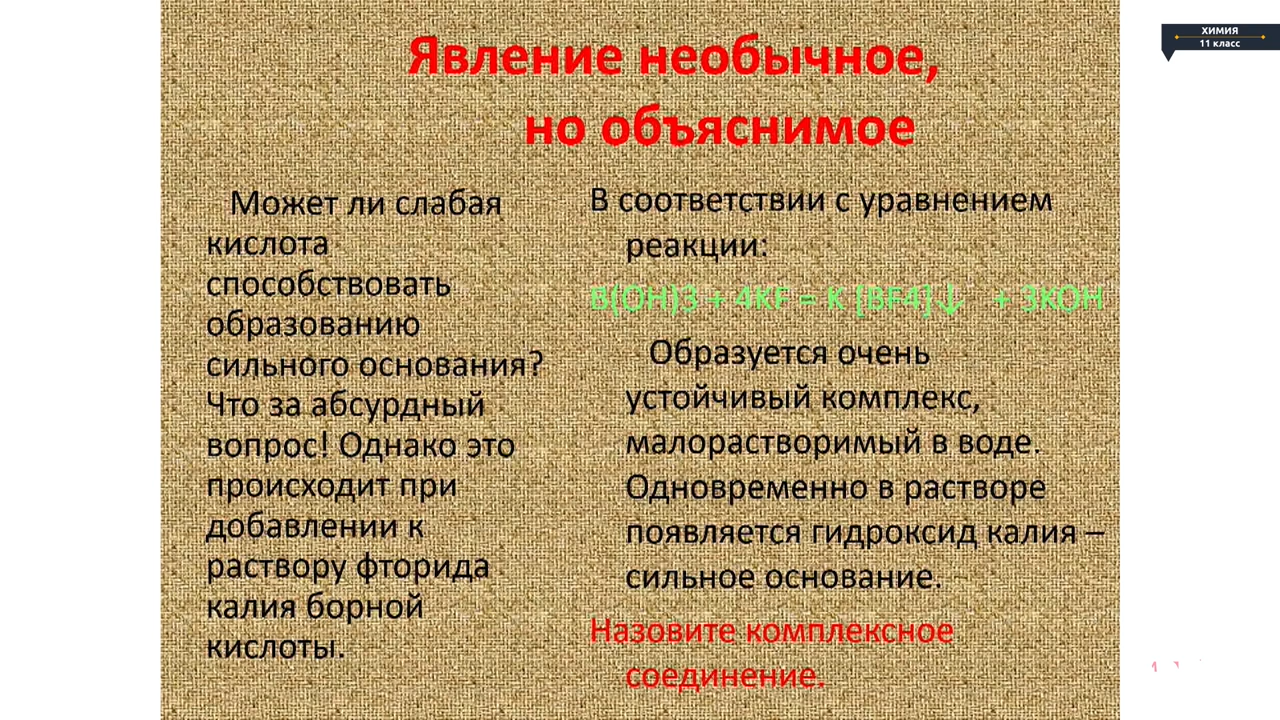 Явление необычное,
но объяснимое
Может ли слабая
кислота
способствовать
образованию
сильного основания?
Что за абсурдный
вопрос! Однако это
происходит при
добавлении к
раствору фторида
калия борной
кислоты.
В соответствии с уравнением
реакции:
B(OH)3 + 4KF = K [BF4]↓ + 3KOH
Образуется очень
устойчивый комплекс,
малорастворимый в воде.
Одновременно в растворе
появляется гидроксид калия –
сильное основание.
Назовите комплексное
соединение.
ХИМИЯ
11 класс